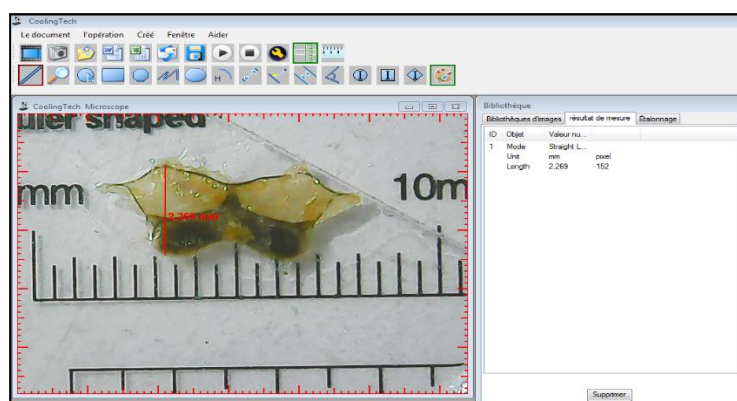 CoolingTech
Le document l'opération Créé Fenêtre Aider
CoolingTech Microscope
uler shaped
mm
10m
2.269 mm
Bibliothèque
Bibliothèques d'images résultat de mesure Étalonnage
ID Objet Valeur nu...
1 Mode Straight L...
Unit mm pixel
Length 2.269 152
Supprimer